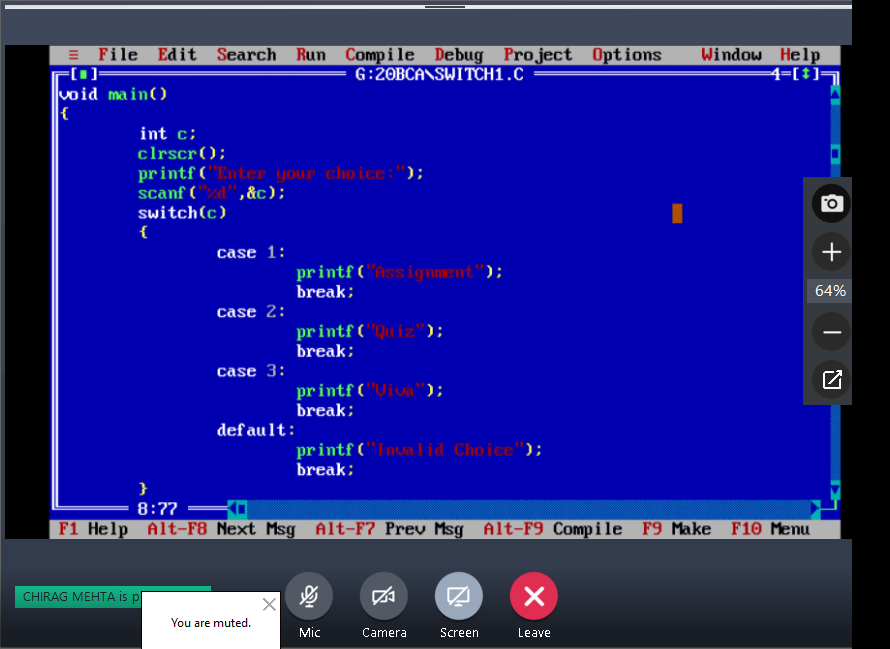 ≡ File Edit Search Run Compile Debug Project Options Window Help
[■] G:20BCA\SWITCH1.C 4=[↕]
void main()
{
int c;
clrscr();
printf("Enter your choice:");
scanf("%d",&c);
switch(c)
{
case 1:
printf("Assignment");
break;
case 2:
printf("Quiz");
break;
case 3:
printf("Viva");
break;
default:
printf("Invalid Choice");
break;
}
8:77
F1 Help Alt-F8 Next Msg Alt-F7 Prev Msg Alt-F9 Compile F9 Make F10 Menu
64%
CHIRAG MEHTA is p
You are muted.
Mic Camera Screen Leave